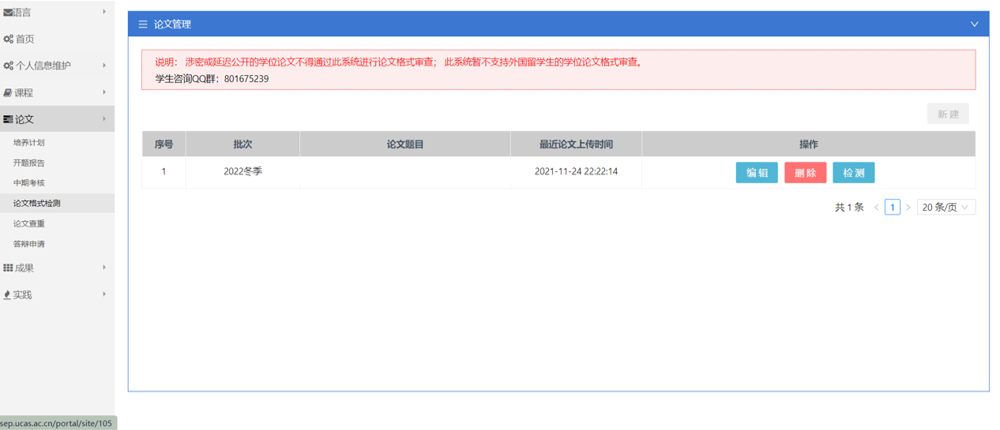 语言
首页
个人信息维护
课程
论文
培养计划
开题报告
中期考核
论文格式检测
论文查重
答辩申请
成果
实践
论文管理
说明： 涉密或延迟公开的学位论文不得通过此系统进行论文格式审查； 此系统暂不支持外国留学生的学位论文格式审查。
学生咨询QQ群：801675239
新 建
序号 批次 论文题目 最近论文上传时间 操作
1 2022冬季 2021-11-24 22:22:14 编 辑 删 除 检 测
共 1 条 < 1 > 20 条/页
sep.ucas.ac.cn/portal/site/105